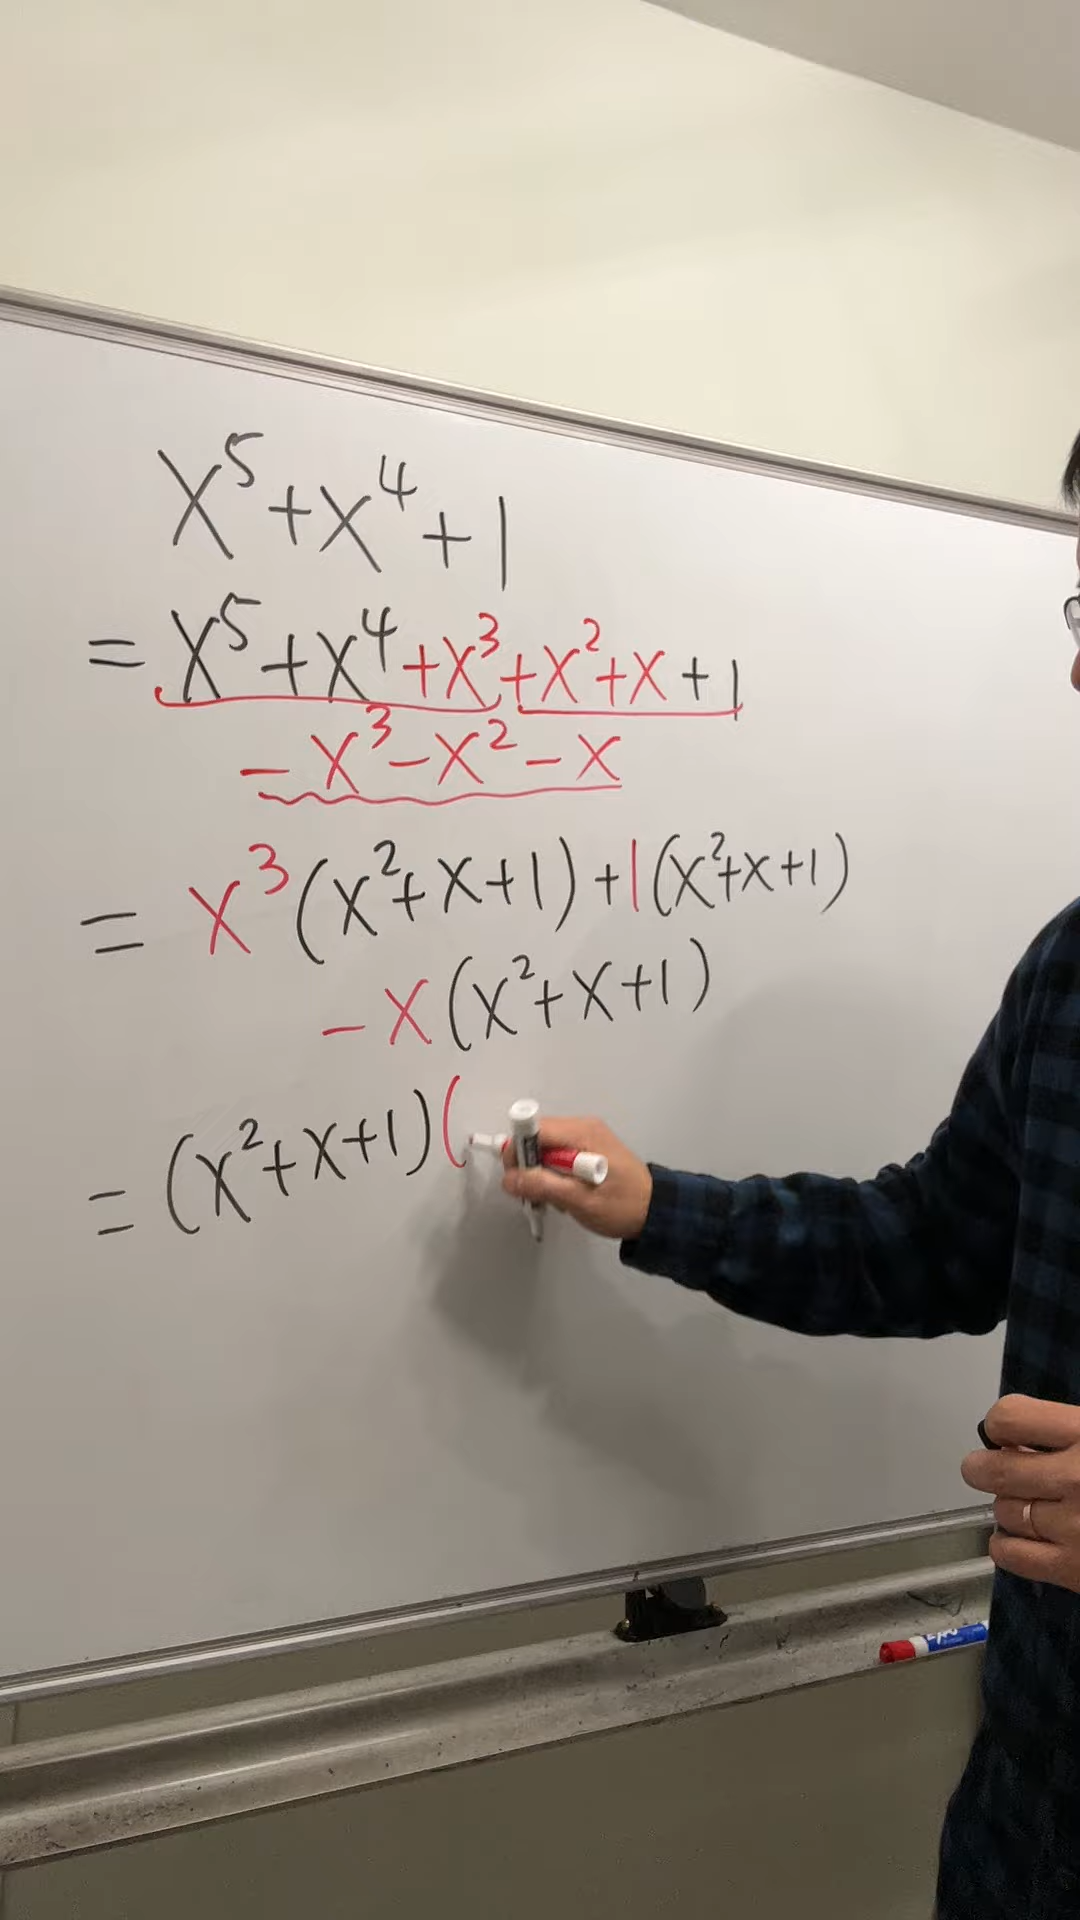 x⁵+x⁴+1
=x⁵+x⁴+x³+x²+x+1
-x³-x²-x
=x³(x²+x+1)+1(x²+x+1)
-x(x²+x+1)
=(x²+x+1)(